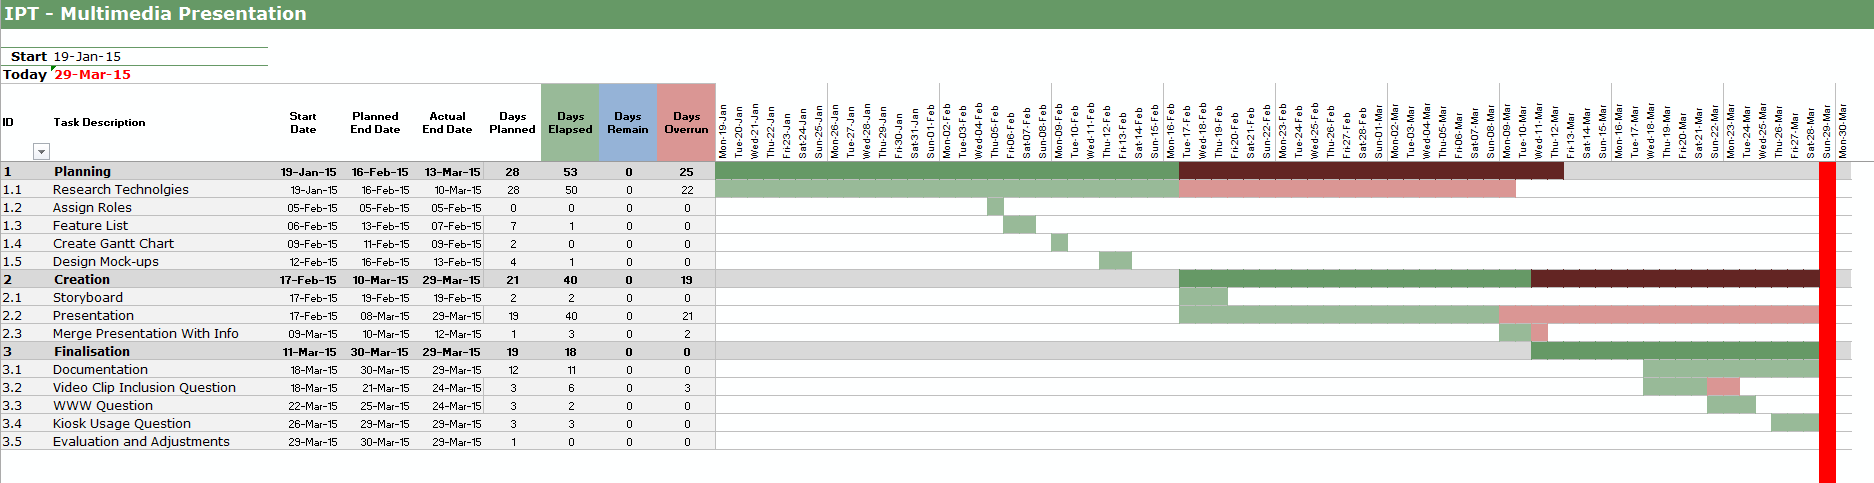 IPT - Multimedia Presentation
Start 19-Jan-15
Today 29-Mar-15
ID Task Description Start Date Planned End Date Actual End Date Days Planned Days Elapsed Days Remain Days Overrun Mon-19-Jan Tue-20-Jan Wed-21-Jan Thu-22-Jan Fri-23-Jan Sat-24-Jan Sun-25-Jan Mon-26-Jan Tue-27-Jan Wed-28-Jan Thu-29-Jan Fri-30-Jan Sat-31-Jan Sun-01-Feb Mon-02-Feb Tue-03-Feb Wed-04-Feb Thu-05-Feb Fri-06-Feb Sat-07-Feb Sun-08-Feb Mon-09-Feb Tue-10-Feb Wed-11-Feb Thu-12-Feb Fri-13-Feb Sat-14-Feb Sun-15-Feb Mon-16-Feb Tue-17-Feb Wed-18-Feb Thu-19-Feb Fri-20-Feb Sat-21-Feb Sun-22-Feb Mon-23-Feb Tue-24-Feb Wed-25-Feb Thu-26-Feb Fri-27-Feb Sat-28-Feb Sun-01-Mar Mon-02-Mar Tue-03-Mar Wed-04-Mar Thu-05-Mar Fri-06-Mar Sat-07-Mar Sun-08-Mar Mon-09-Mar Tue-10-Mar Wed-11-Mar Thu-12-Mar Fri-13-Mar Sat-14-Mar Sun-15-Mar Mon-16-Mar Tue-17-Mar Wed-18-Mar Thu-19-Mar Fri-20-Mar Sat-21-Mar Sun-22-Mar Mon-23-Mar Tue-24-Mar Wed-25-Mar Thu-26-Mar Fri-27-Mar Sat-28-Mar Sun-29-Mar Mon-30-Mar
1 Planning 19-Jan-15 16-Feb-15 13-Mar-15 28 53 0 25
1.1 Research Technolgies 19-Jan-15 16-Feb-15 10-Mar-15 28 50 0 22
1.2 Assign Roles 05-Feb-15 05-Feb-15 05-Feb-15 0 0 0 0
1.3 Feature List 06-Feb-15 13-Feb-15 07-Feb-15 7 1 0 0
1.4 Create Gantt Chart 09-Feb-15 11-Feb-15 09-Feb-15 2 0 0 0
1.5 Design Mock-ups 12-Feb-15 16-Feb-15 13-Feb-15 4 1 0 0
2 Creation 17-Feb-15 10-Mar-15 29-Mar-15 21 40 0 19
2.1 Storyboard 17-Feb-15 19-Feb-15 19-Feb-15 2 2 0 0
2.2 Presentation 17-Feb-15 08-Mar-15 29-Mar-15 19 40 0 21
2.3 Merge Presentation With Info 09-Mar-15 10-Mar-15 12-Mar-15 1 3 0 2
3 Finalisation 11-Mar-15 30-Mar-15 29-Mar-15 19 18 0 0
3.1 Documentation 18-Mar-15 30-Mar-15 29-Mar-15 12 11 0 0
3.2 Video Clip Inclusion Question 18-Mar-15 21-Mar-15 24-Mar-15 3 6 0 3
3.3 WWW Question 22-Mar-15 25-Mar-15 24-Mar-15 3 2 0 0
3.4 Kiosk Usage Question 26-Mar-15 29-Mar-15 29-Mar-15 3 3 0 0
3.5 Evaluation and Adjustments 29-Mar-15 30-Mar-15 29-Mar-15 1 0 0 0